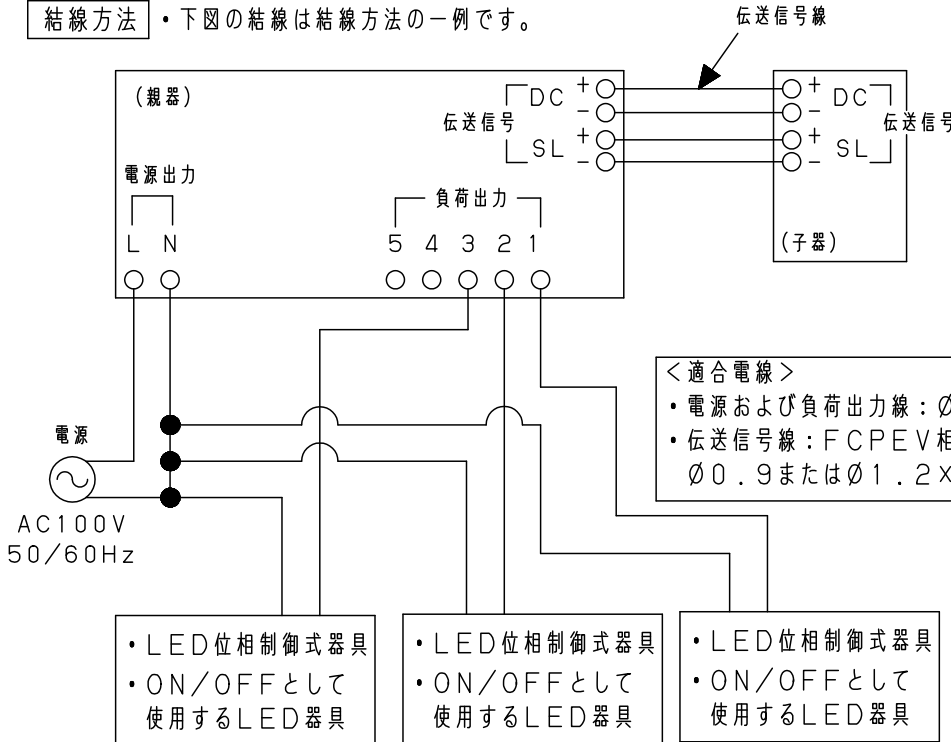 結線方法 ・下図の結線は結線方法の一例です。
伝送信号線
(親器)
伝送信号
DC + -
SL + -
+ - DC
+ - SL
伝送信号
(子器)
電源出力
L N
負荷出力
5 4 3 2 1
<適合電線>
・電源および負荷出力線:Ø
・伝送信号線:FCPEV相
Ø0.9またはØ1.2×
電源
AC100V
50/60Hz
・LED位相制御式器具
・ON/OFFとして
使用するLED器具
・LED位相制御式器具
・ON/OFFとして
使用するLED器具
・LED位相制御式器具
・ON/OFFとして
使用するLED器具